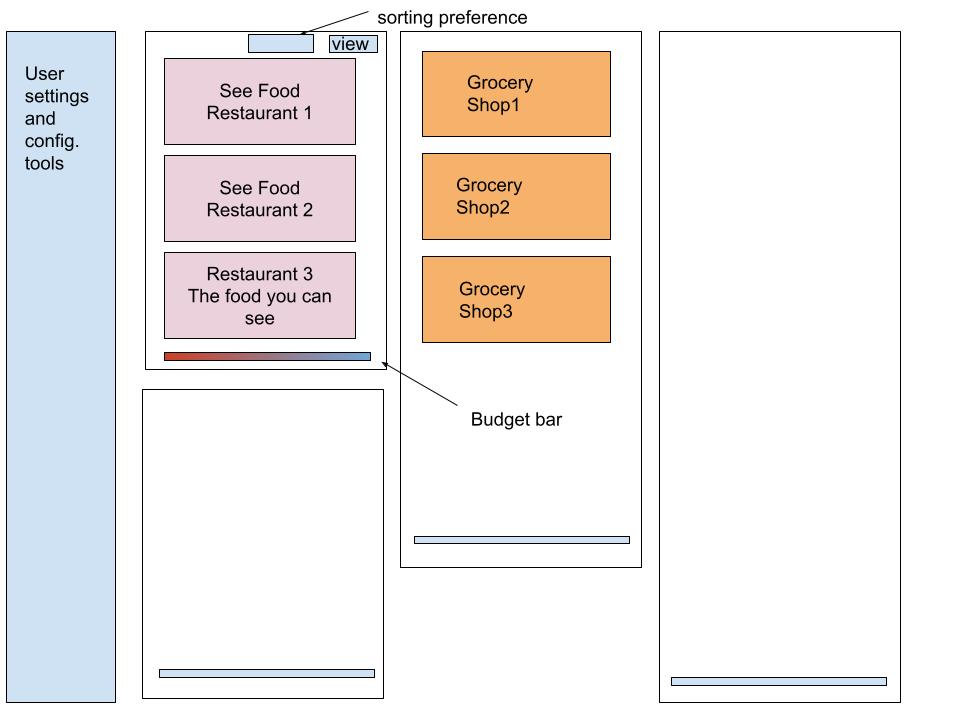 sorting preference
view
User
settings
and
config.
tools
See Food
Restaurant 1
See Food
Restaurant 2
Restaurant 3
The food you can
see
Grocery
Shop1
Grocery
Shop2
Grocery
Shop3
Budget bar